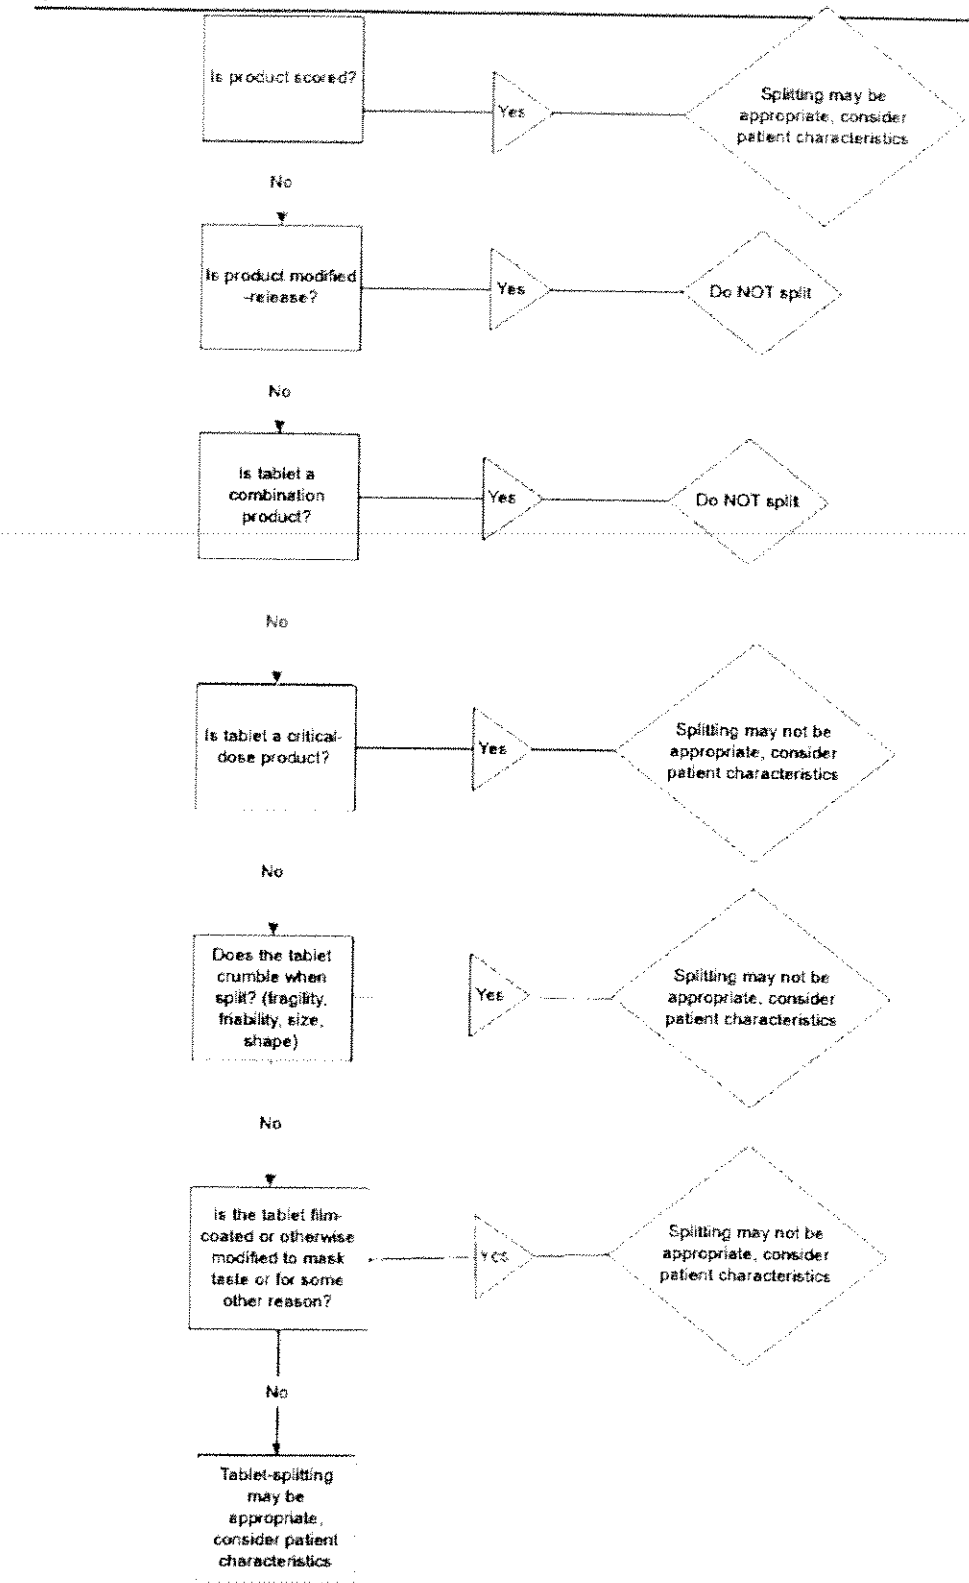 Is product scored?
Yes
Splitting may be
appropriate, consider
patient characteristics
No
Is product modified
-release?
Yes
Do NOT split
No
Is tablet a
combination
product?
Yes
Do NOT split
No
Is tablet a critical-
dose product?
Yes
Splitting may not be
appropriate, consider
patient characteristics
No
Does the tablet
crumble when
split? (fragility,
friability, size,
shape)
Yes
Splitting may not be
appropriate, consider
patient characteristics
No
Is the tablet film-
coated or otherwise
modified to mask
taste or for some
other reason?
Yes
Splitting may not be
appropriate, consider
patient characteristics
No
Tablet-splitting
may be
appropriate,
consider patient
characteristics